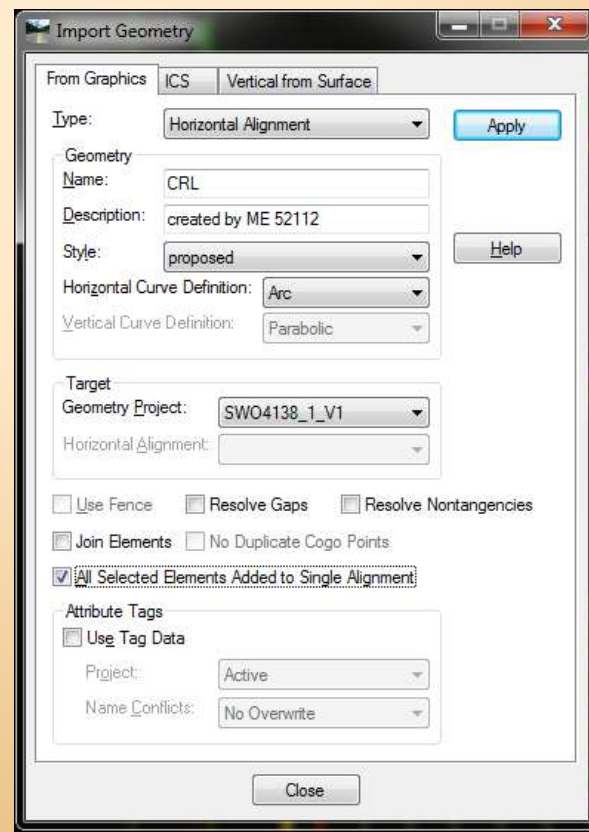 Import Geometry
From Graphics ICS Vertical from Surface
Type: Horizontal Alignment Apply
Geometry
Name: CRL
Description: created by ME 52112
Style: proposed Help
Horizontal Curve Definition: Arc
Vertical Curve Definition: Parabolic
Target
Geometry Project: SWO4138_1_V1
Horizontal Alignment:
Use Fence Resolve Gaps Resolve Nontangencies
Join Elements No Duplicate Cogo Points
All Selected Elements Added to Single Alignment
Attribute Tags
Use Tag Data
Project: Active
Name Conflicts: No Overwrite
Close